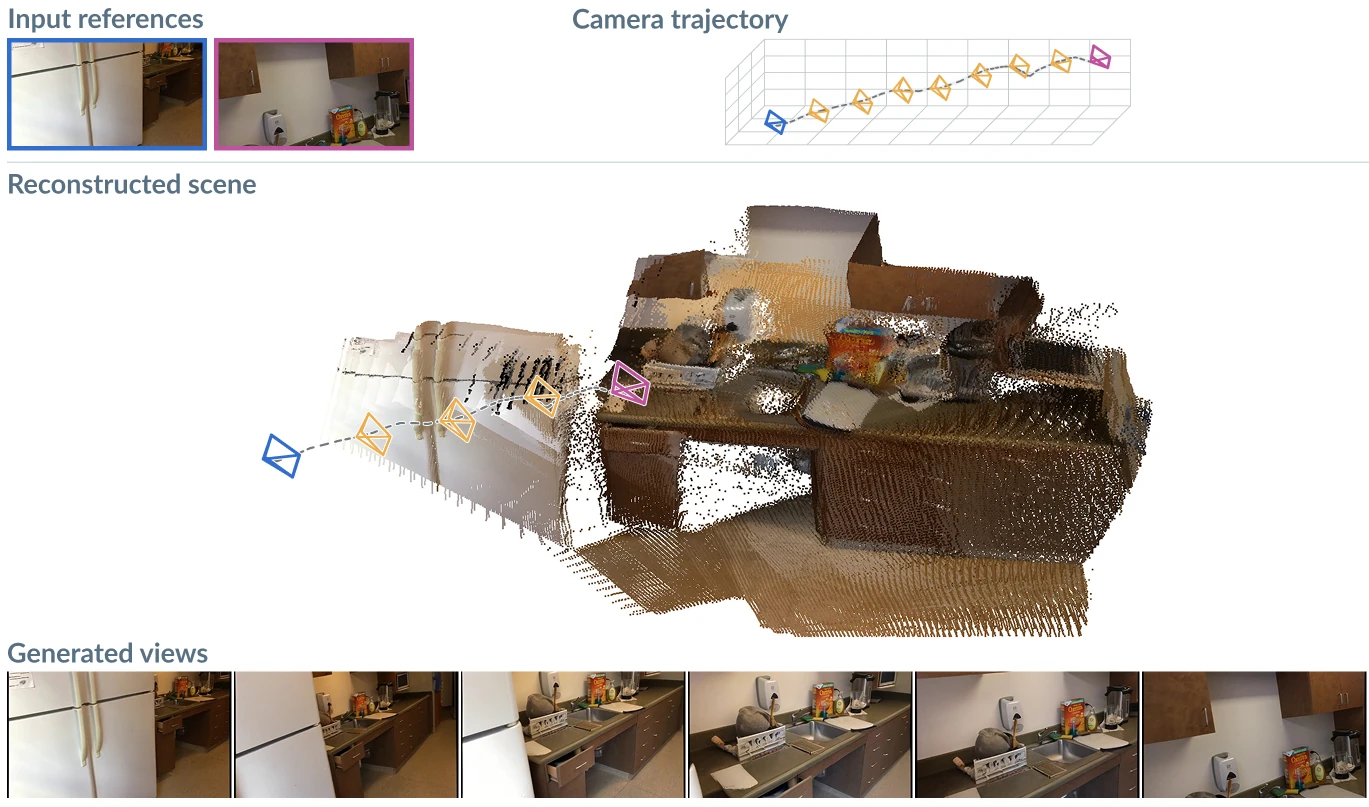 Input references
Camera trajectory
Reconstructed scene
Generated views